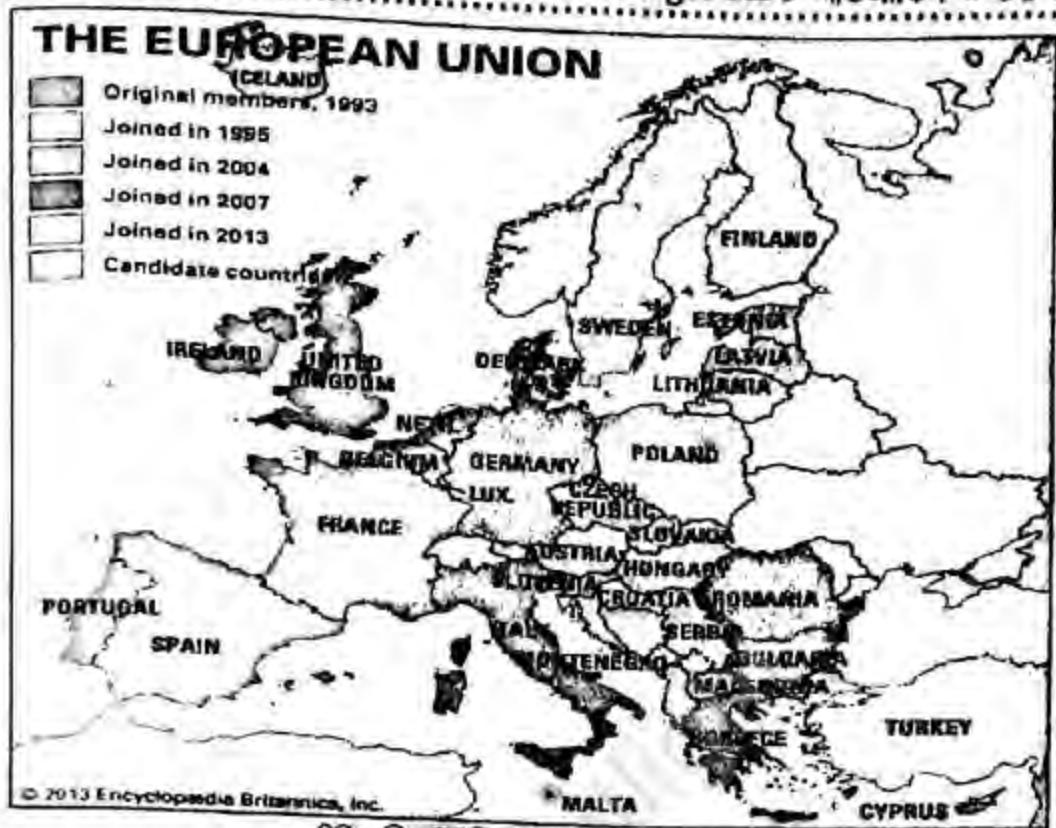 THE EUROPEAN UNION
ICELAND
Original members, 1993
Joined in 1995
Joined in 2004
Joined in 2007
Joined in 2013
Candidate countries
FINLAND
SWEDEN
ESTONIA
IRELAND
UNITED
KINGDOM
DENMARK
LATVIA
LITHUANIA
NETH.
BELGIUM
GERMANY
POLAND
LUX.
CZECH
REPUBLIC
FRANCE
SLOVAKIA
AUSTRIA
HUNGARY
SLOVENIA
CROATIA
ROMANIA
PORTUGAL
SPAIN
SERBIA
ITALY
MONTENEGRO
BULGARIA
MACEDONIA
GREECE
TURKEY
© 2013 Encyclopædia Britannica, Inc.
MALTA
CYPRUS